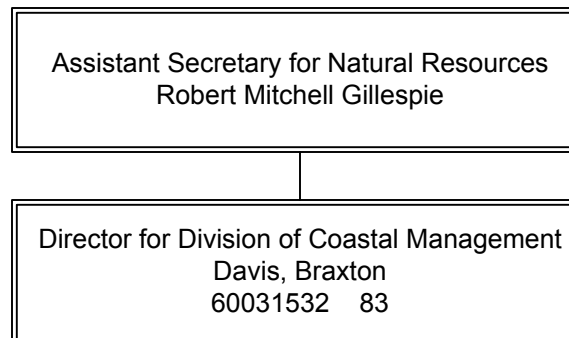 Assistant Secretary for Natural Resources
Robert Mitchell Gillespie
Director for Division of Coastal Management
Davis, Braxton
60031532 83